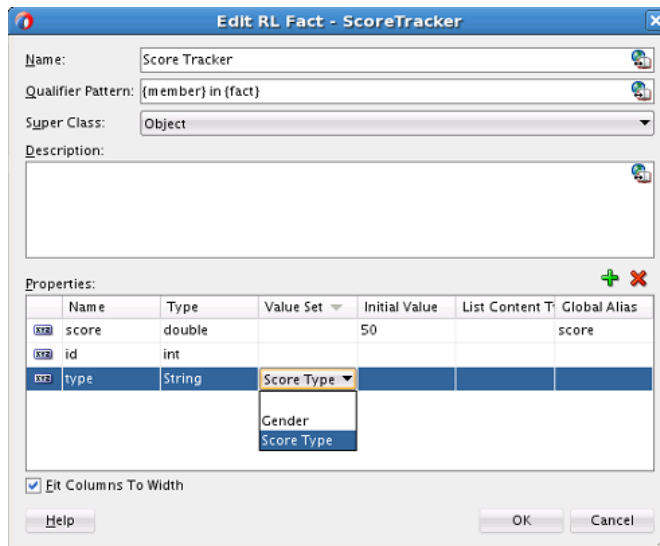 Edit RL Fact - ScoreTracker
Name: Score Tracker
Qualifier Pattern: {member} in {fact}
Super Class: Object
Description:
Properties:
Name Type Value Set Initial Value List Content T Global Alias
score double 50 score
id int
type String Score Type
Gender
Score Type
Fit Columns To Width
Help OK Cancel